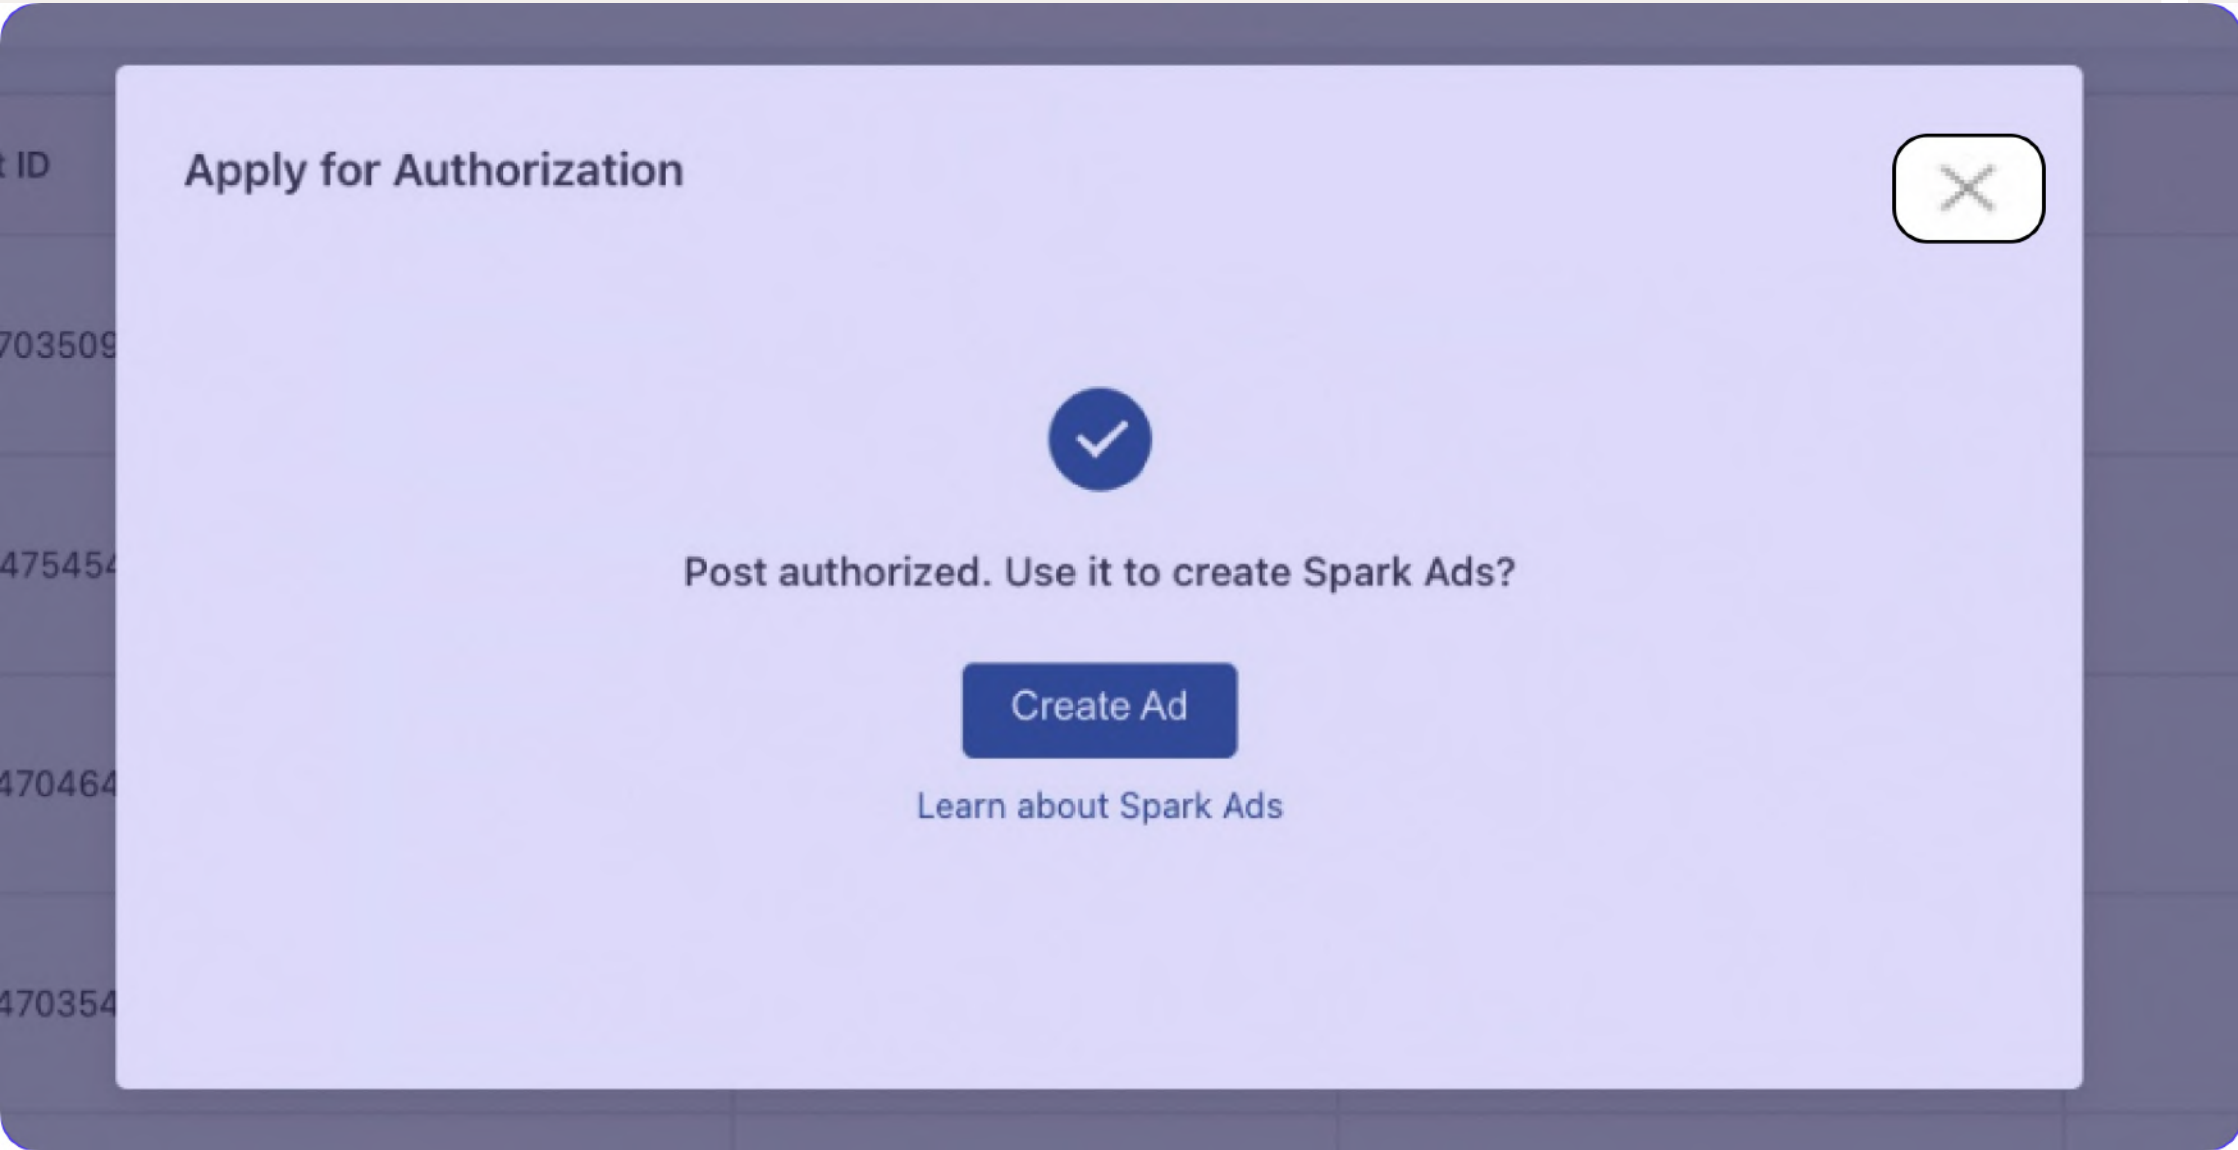 t ID
Apply for Authorization
703509
475454
Post authorized. Use it to create Spark Ads?
Create Ad
470464
Learn about Spark Ads
470354